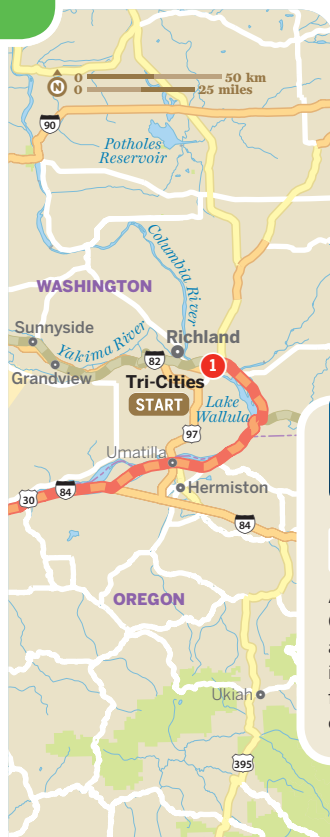 0 50 km
N
0 25 miles
90
Potholes
Reservoir
Columbia River
WASHINGTON
Sunnyside
Yakima River
Richland
82
1
Grandview
Tri-Cities
START
Lake
Wallula
97
Umatilla
30
84
Hermiston
84
OREGON
Ukiah
395